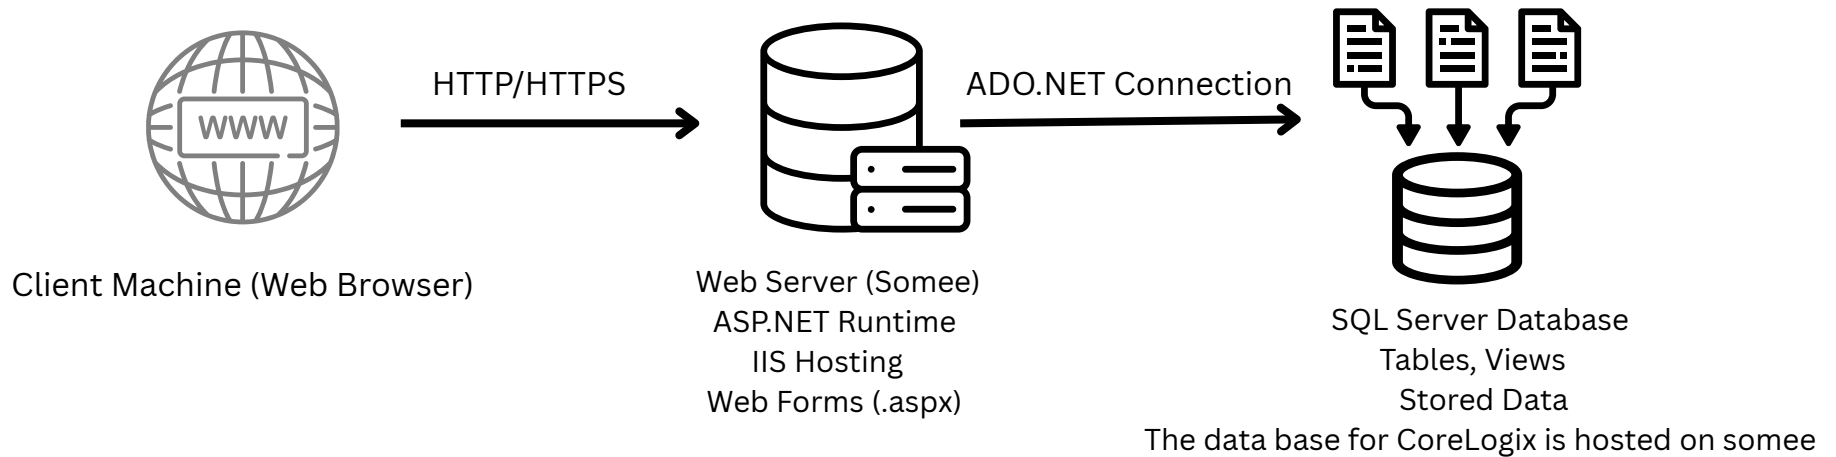 WWW
HTTP/HTTPS
ADO.NET Connection
Client Machine (Web Browser)
Web Server (Somee)
ASP.NET Runtime
IIS Hosting
Web Forms (.aspx)
SQL Server Database
Tables, Views
Stored Data
The data base for CoreLogix is hosted on somee